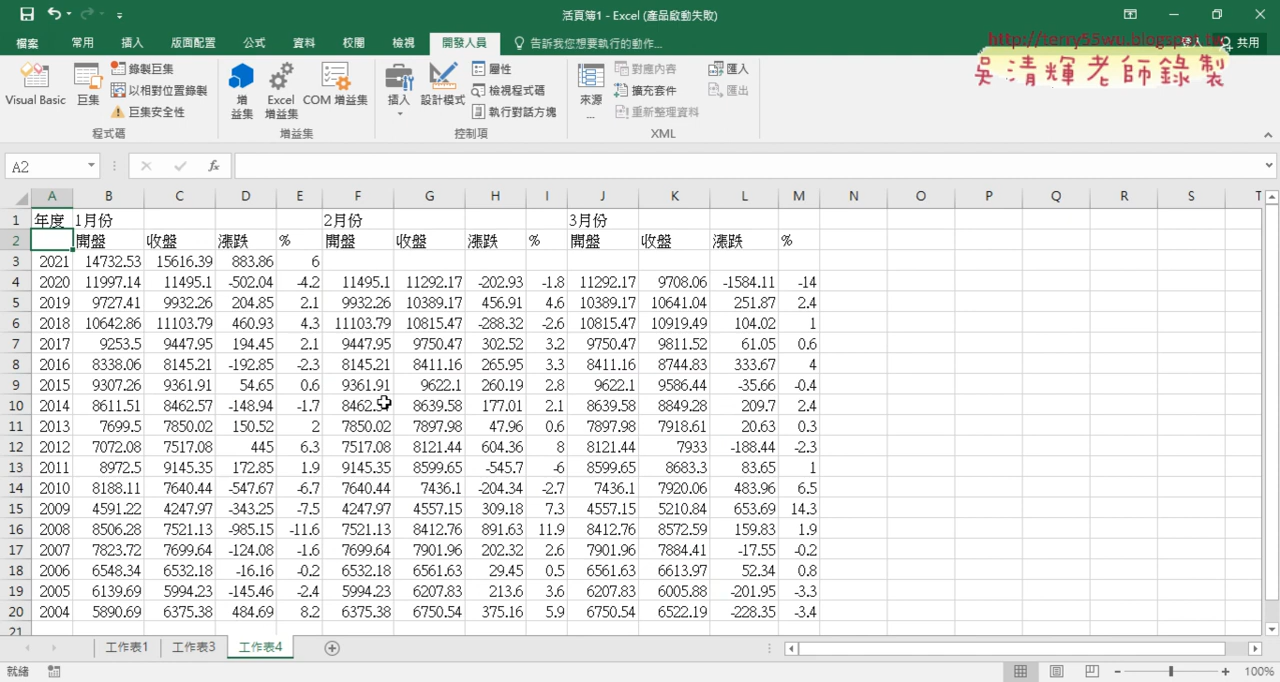 活頁簿1 - Excel (產品啟動失敗)
http://terry55wu.blogspot.tw
檔案 常用 插入 版面配置 公式 資料 校閱 檢視 開發人員 告訴我您想要執行的動作... 共用
吳清輝老師錄製
Visual Basic 巨集 錄製巨集 以相對位置錄製 巨集安全性 程式碼
增益集 Excel 增益集 COM 增益集 增益集
插入 設計模式 屬性 檢視程式碼 執行對話方塊 控制項
來源... 對應內容 擴充套件 重新整理資料 匯入 匯出 XML
A2 fx
A B C D E F G H I J K L M N O P Q R S T
1 年度 1月份 2月份 3月份
2 開盤 收盤 漲跌 % 開盤 收盤 漲跌 % 開盤 收盤 漲跌 %
3 2021 14732.53 15616.39 883.86 6
4 2020 11997.14 11495.1 -502.04 -4.2 11495.1 11292.17 -202.93 -1.8 11292.17 9708.06 -1584.11 -14
5 2019 9727.41 9932.26 204.85 2.1 9932.26 10389.17 456.91 4.6 10389.17 10641.04 251.87 2.4
6 2018 10642.86 11103.79 460.93 4.3 11103.79 10815.47 -288.32 -2.6 10815.47 10919.49 104.02 1
7 2017 9253.5 9447.95 194.45 2.1 9447.95 9750.47 302.52 3.2 9750.47 9811.52 61.05 0.6
8 2016 8338.06 8145.21 -192.85 -2.3 8145.21 8411.16 265.95 3.3 8411.16 8744.83 333.67 4
9 2015 9307.26 9361.91 54.65 0.6 9361.91 9622.1 260.19 2.8 9622.1 9586.44 -35.66 -0.4
10 2014 8611.51 8462.57 -148.94 -1.7 8462.57 8639.58 177.01 2.1 8639.58 8849.28 209.7 2.4
11 2013 7699.5 7850.02 150.52 2 7850.02 7897.98 47.96 0.6 7897.98 7918.61 20.63 0.3
12 2012 7072.08 7517.08 445 6.3 7517.08 8121.44 604.36 8 8121.44 7933 -188.44 -2.3
13 2011 8972.5 9145.35 172.85 1.9 9145.35 8599.65 -545.7 -6 8599.65 8683.3 83.65 1
14 2010 8188.11 7640.44 -547.67 -6.7 7640.44 7436.1 -204.34 -2.7 7436.1 7920.06 483.96 6.5
15 2009 4591.22 4247.97 -343.25 -7.5 4247.97 4557.15 309.18 7.3 4557.15 5210.84 653.69 14.3
16 2008 8506.28 7521.13 -985.15 -11.6 7521.13 8412.76 891.63 11.9 8412.76 8572.59 159.83 1.9
17 2007 7823.72 7699.64 -124.08 -1.6 7699.64 7901.96 202.32 2.6 7901.96 7884.41 -17.55 -0.2
18 2006 6548.34 6532.18 -16.16 -0.2 6532.18 6561.63 29.45 0.5 6561.63 6613.97 52.34 0.8
19 2005 6139.69 5994.23 -145.46 -2.4 5994.23 6207.83 213.6 3.6 6207.83 6005.88 -201.95 -3.3
20 2004 5890.69 6375.38 484.69 8.2 6375.38 6750.54 375.16 5.9 6750.54 6522.19 -228.35 -3.4
21
工作表1 工作表3 工作表4
就緒 100%